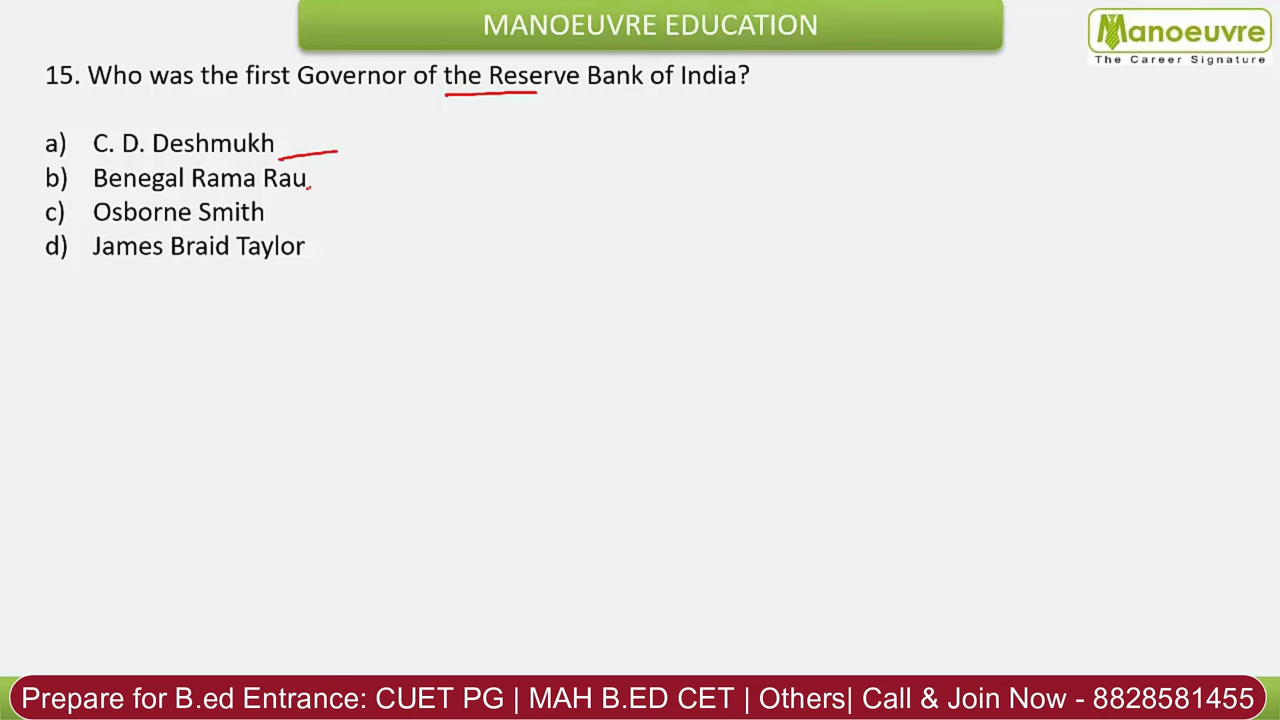 MANOEUVRE EDUCATION
Manoeuvre
The Career Signature
15. Who was the first Governor of the Reserve Bank of India?
a) C. D. Deshmukh
b) Benegal Rama Rau
c) Osborne Smith
d) James Braid Taylor
Prepare for B.ed Entrance: CUET PG | MAH B.ED CET | Others| Call & Join Now - 8828581455